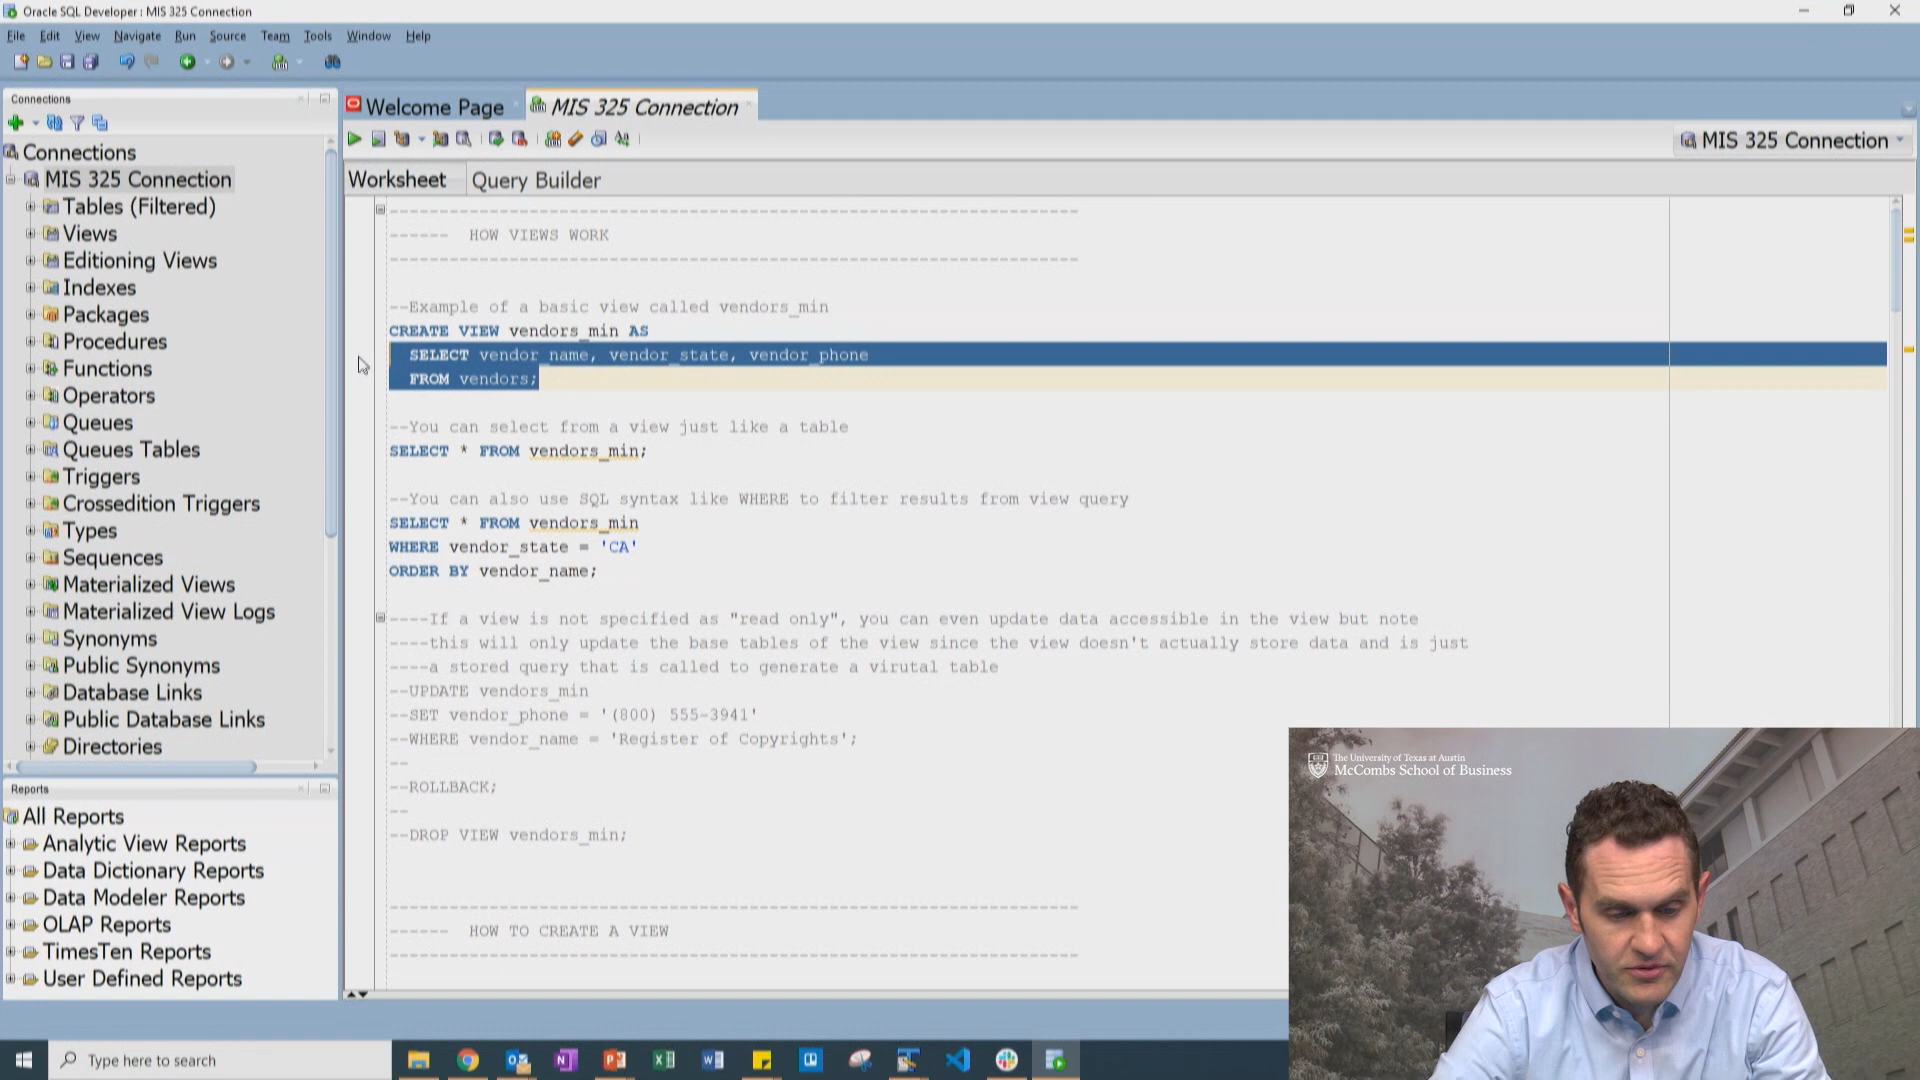 Oracle SQL Developer : MIS 325 Connection
File Edit View Navigate Run Source Team Tools Window Help
Connections
Connections
MIS 325 Connection
Tables (Filtered)
Views
Editioning Views
Indexes
Packages
Procedures
Functions
Operators
Queues
Queues Tables
Triggers
Crossedition Triggers
Types
Sequences
Materialized Views
Materialized View Logs
Synonyms
Public Synonyms
Database Links
Public Database Links
Directories
Reports
All Reports
Analytic View Reports
Data Dictionary Reports
Data Modeler Reports
OLAP Reports
TimesTen Reports
User Defined Reports
Welcome Page
MIS 325 Connection
MIS 325 Connection
Worksheet Query Builder
---------------------------------------------------------------------
------  HOW VIEWS WORK
---------------------------------------------------------------------
--Example of a basic view called vendors_min
CREATE VIEW vendors_min AS
SELECT vendor_name, vendor_state, vendor_phone
FROM vendors;
--You can select from a view just like a table
SELECT * FROM vendors_min;
--You can also use SQL syntax like WHERE to filter results from view query
SELECT * FROM vendors_min
WHERE vendor_state = 'CA'
ORDER BY vendor_name;
----If a view is not specified as "read only", you can even update data accessible in the view but note
----this will only update the base tables of the view since the view doesn't actually store data and is just
----a stored query that is called to generate a virutal table
--UPDATE vendors_min
--SET vendor_phone = '(800) 555-3941'
--WHERE vendor_name = 'Register of Copyrights';
--
--ROLLBACK;
--
--DROP VIEW vendors_min;
---------------------------------------------------------------------
------  HOW TO CREATE A VIEW
---------------------------------------------------------------------
The University of Texas at Austin
McCombs School of Business
Type here to search